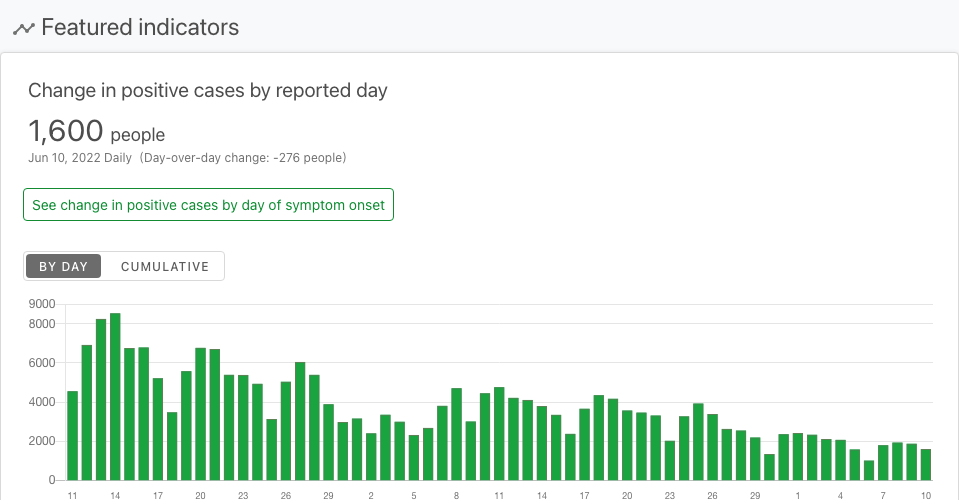 Featured indicators
Change in positive cases by reported day
1,600 people
Jun 10, 2022 Daily (Day-over-day change: -276 people)
See change in positive cases by day of symptom onset
BY DAY CUMULATIVE
9000
8000
6000
4000
2000
0
11 14 17 20 23 26 29 2 5 8 11 14 17 20 23 26 29 1 4 7 10